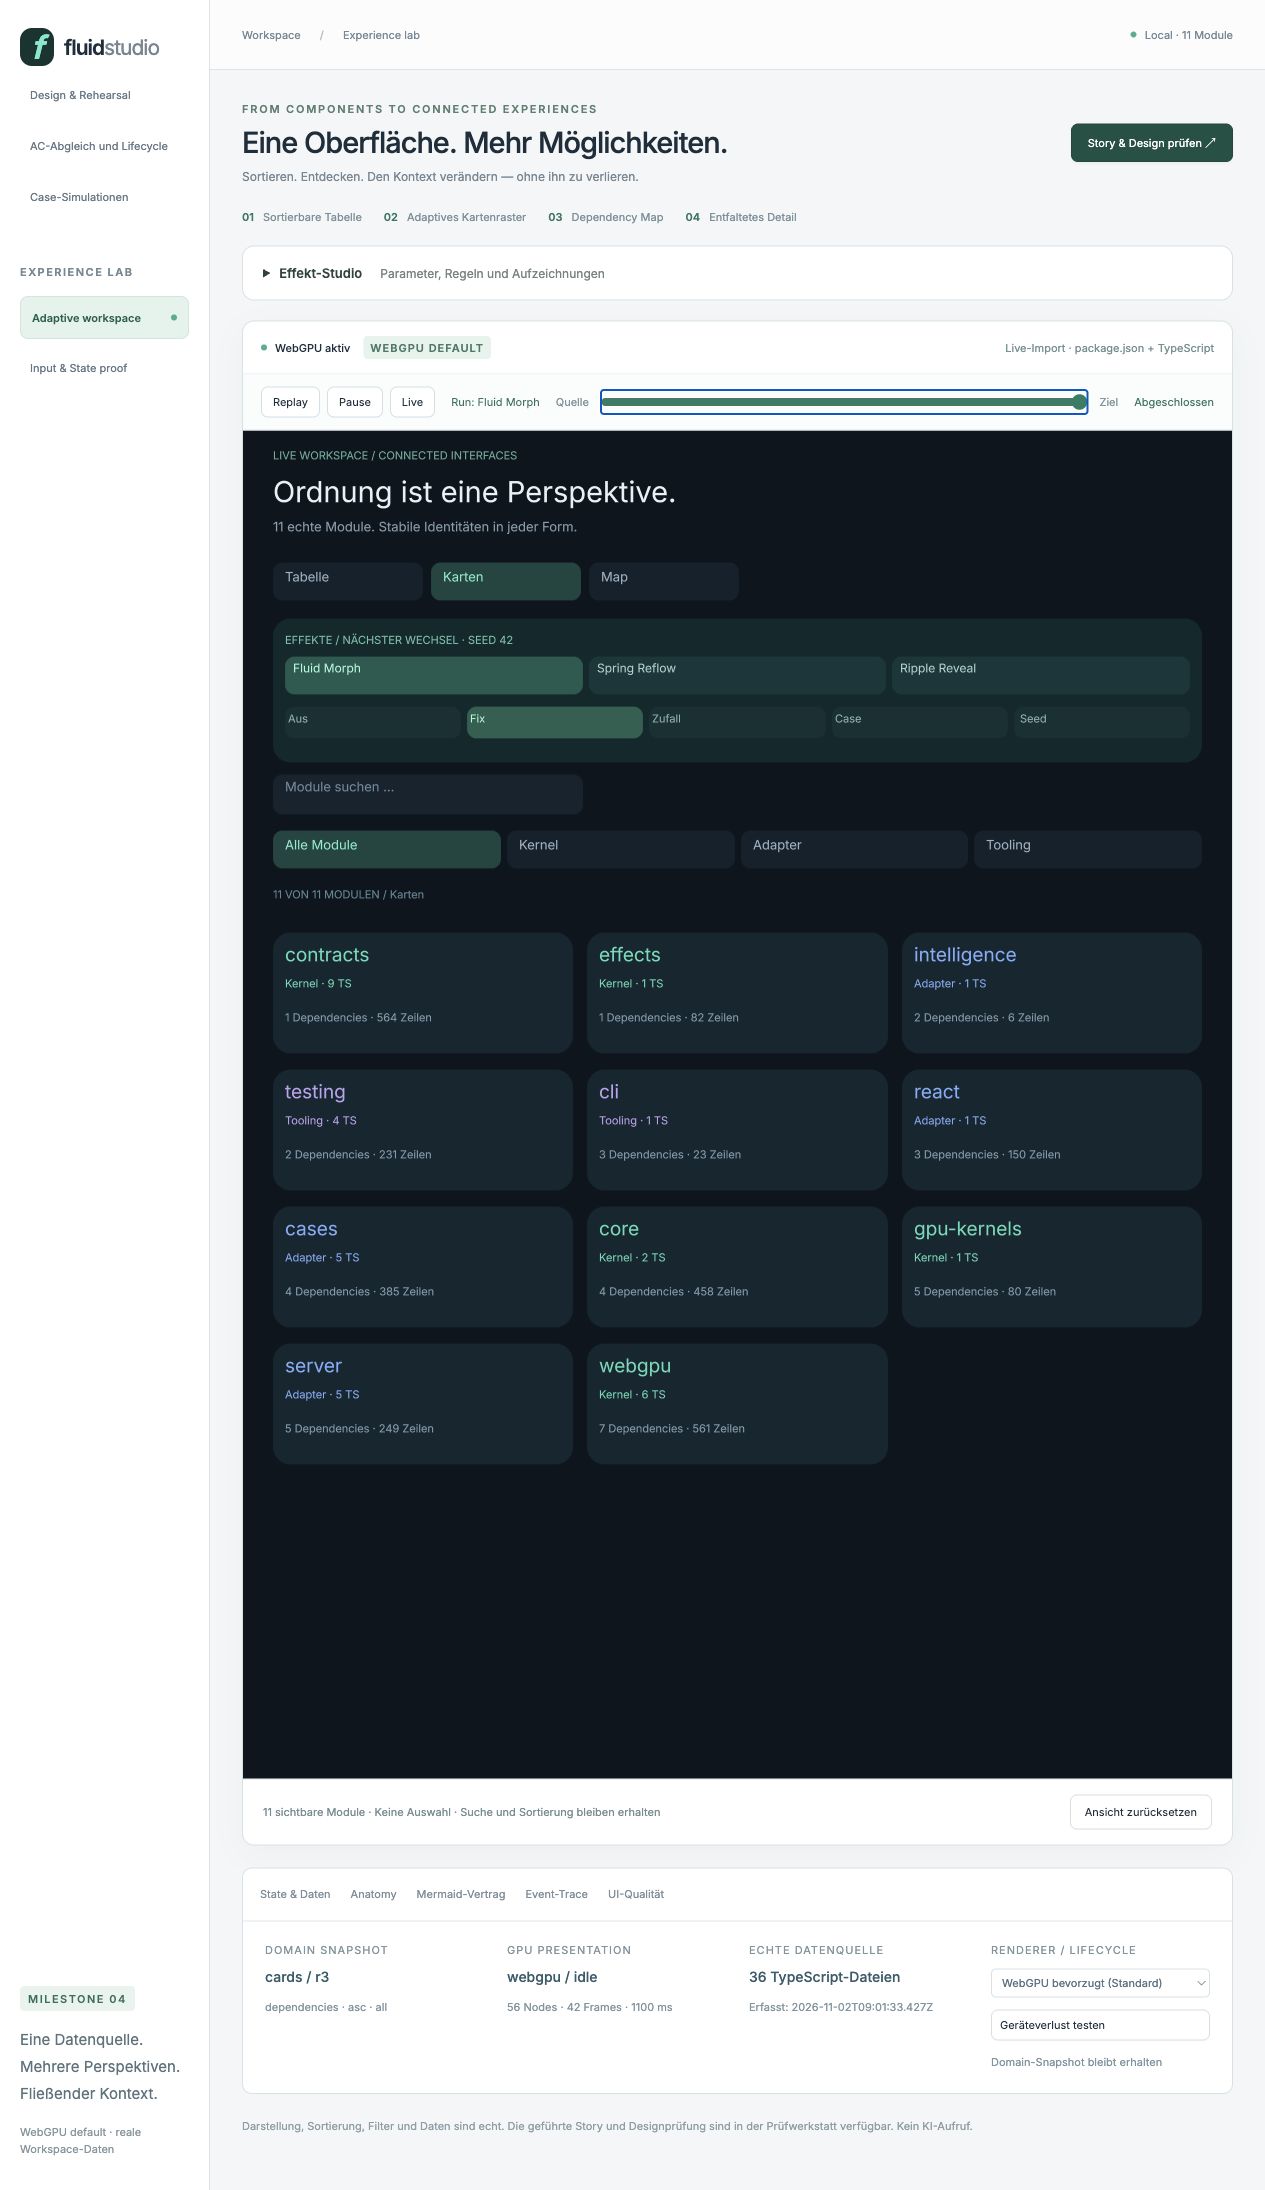 fluidstudio
Design & Rehearsal
AC-Abgleich und Lifecycle
Case-Simulationen
EXPERIENCE LAB
Adaptive workspace
Input & State proof
MILESTONE 04
Eine Datenquelle.
Mehrere Perspektiven.
Fließender Kontext.
WebGPU default · reale
Workspace-Daten
Workspace / Experience lab
Local · 11 Module
FROM COMPONENTS TO CONNECTED EXPERIENCES
Eine Oberfläche. Mehr Möglichkeiten.
Sortieren. Entdecken. Den Kontext verändern — ohne ihn zu verlieren.
Story & Design prüfen ↗
01 Sortierbare Tabelle 02 Adaptives Kartenraster 03 Dependency Map 04 Entfaltetes Detail
▶ Effekt-Studio Parameter, Regeln und Aufzeichnungen
WebGPU aktiv WEBGPU DEFAULT Live-Import · package.json + TypeScript
Replay Pause Live Run: Fluid Morph Quelle Ziel Abgeschlossen
LIVE WORKSPACE / CONNECTED INTERFACES
Ordnung ist eine Perspektive.
11 echte Module. Stabile Identitäten in jeder Form.
Tabelle Karten Map
EFFEKTE / NÄCHSTER WECHSEL · SEED 42
Fluid Morph Spring Reflow Ripple Reveal
Aus Fix Zufall Case Seed
Module suchen ...
Alle Module Kernel Adapter Tooling
11 VON 11 MODULEN / Karten
contracts
Kernel · 9 TS
1 Dependencies · 564 Zeilen
effects
Kernel · 1 TS
1 Dependencies · 82 Zeilen
intelligence
Adapter · 1 TS
2 Dependencies · 6 Zeilen
testing
Tooling · 4 TS
2 Dependencies · 231 Zeilen
cli
Tooling · 1 TS
3 Dependencies · 23 Zeilen
react
Adapter · 1 TS
3 Dependencies · 150 Zeilen
cases
Adapter · 5 TS
4 Dependencies · 385 Zeilen
core
Kernel · 2 TS
4 Dependencies · 458 Zeilen
gpu-kernels
Kernel · 1 TS
5 Dependencies · 80 Zeilen
server
Adapter · 5 TS
5 Dependencies · 249 Zeilen
webgpu
Kernel · 6 TS
7 Dependencies · 561 Zeilen
11 sichtbare Module · Keine Auswahl · Suche und Sortierung bleiben erhalten
Ansicht zurücksetzen
State & Daten Anatomy Mermaid-Vertrag Event-Trace UI-Qualität
DOMAIN SNAPSHOT
cards / r3
dependencies · asc · all
GPU PRESENTATION
webgpu / idle
56 Nodes · 42 Frames · 1100 ms
ECHTE DATENQUELLE
36 TypeScript-Dateien
Erfasst: 2026-11-02T09:01:33.427Z
RENDERER / LIFECYCLE
WebGPU bevorzugt (Standard)
Geräteverlust testen
Domain-Snapshot bleibt erhalten
Darstellung, Sortierung, Filter und Daten sind echt. Die geführte Story und Designprüfung sind in der Prüfwerkstatt verfügbar. Kein KI-Aufruf.